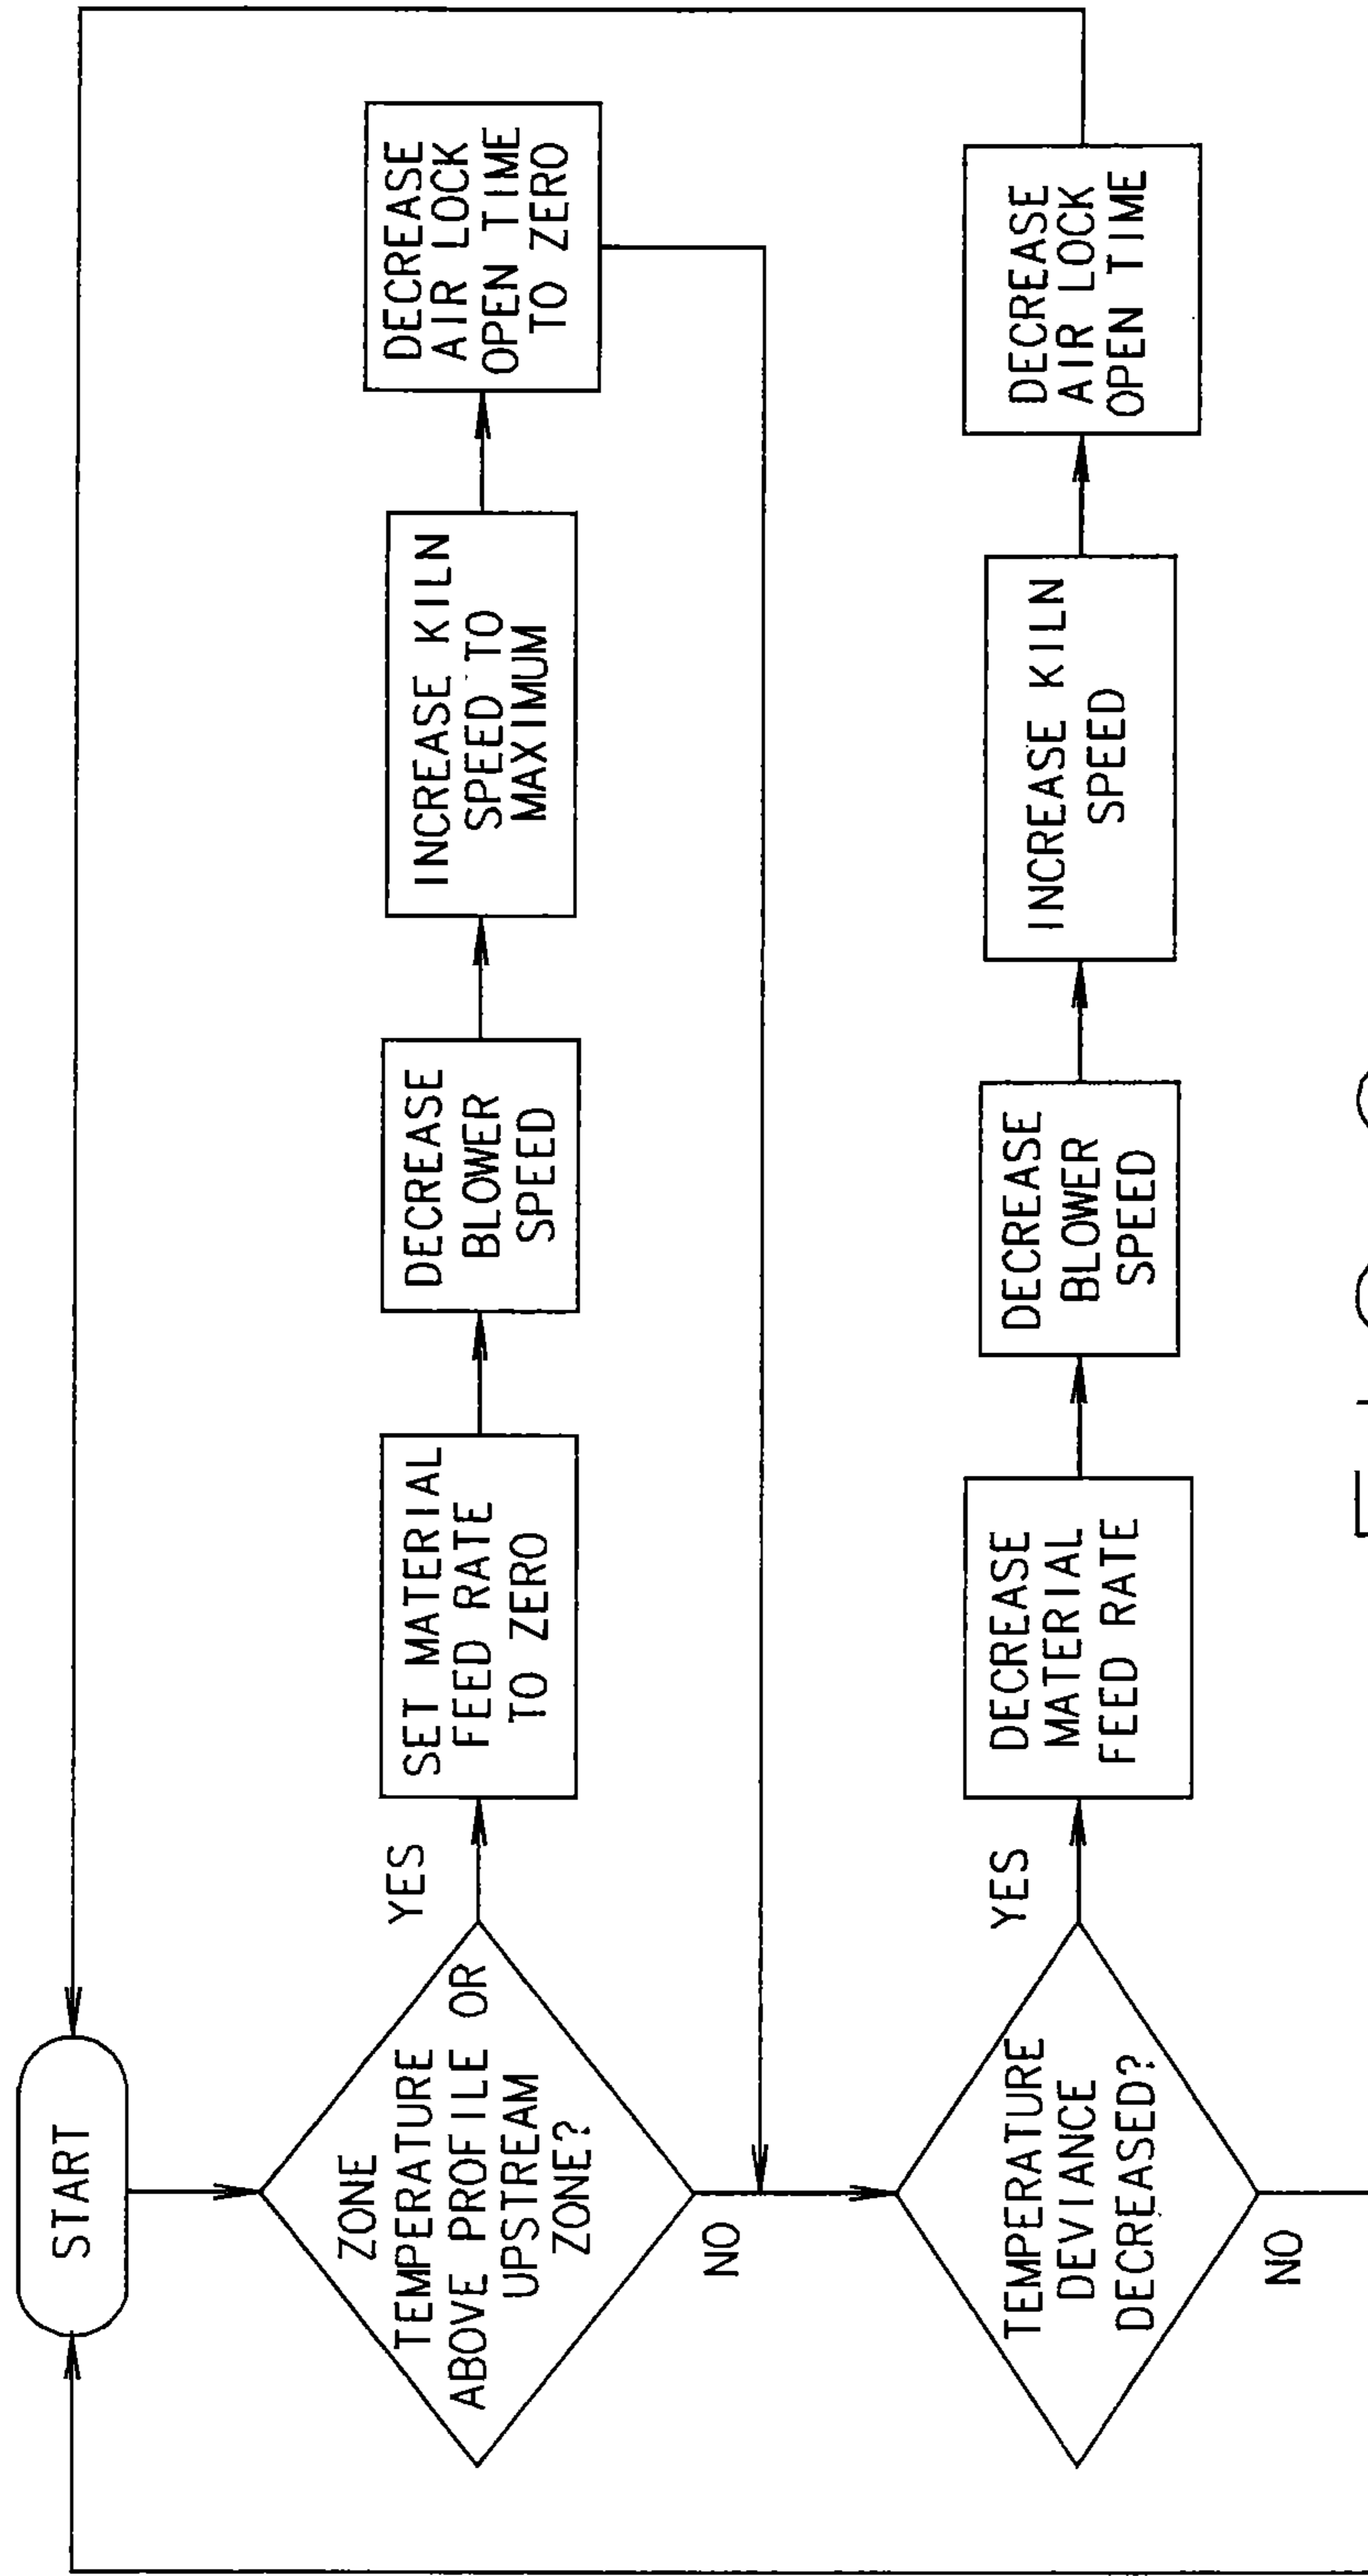 START
ZONE
TEMPERATURE
ABOVE PROFILE OR
UPSTREAM
ZONE?
YES
SET MATERIAL
FEED RATE
TO ZERO
DECREASE
BLOWER
SPEED
INCREASE KILN
SPEED TO
MAXIMUM
DECREASE
AIR LOCK
OPEN TIME
TO ZERO
NO
TEMPERATURE
DEVIANCE
DECREASED?
YES
DECREASE
MATERIAL
FEED RATE
DECREASE
BLOWER
SPEED
INCREASE KILN
SPEED
DECREASE
AIR LOCK
OPEN TIME
NO